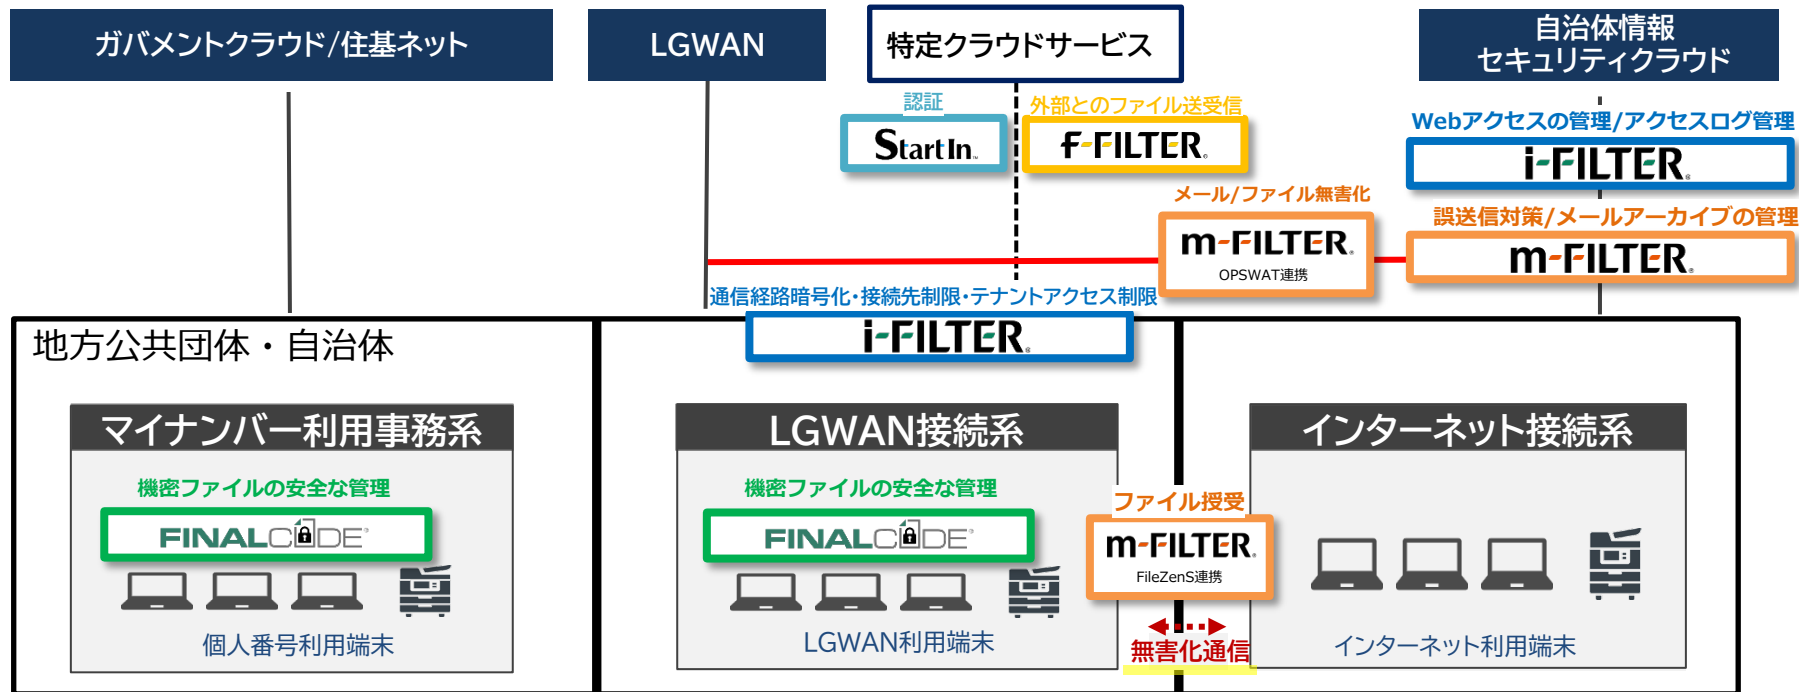 ガバメントクラウド/住基ネット
LGWAN
特定クラウドサービス
自治体情報
セキュリティクラウド
認証
StartIn
外部とのファイル送受信
f-FILTER®
Webアクセスの管理/アクセスログ管理
i-FILTER®
メール/ファイル無害化
m-FILTER®
OPSWAT連携
誤送信対策/メールアーカイブの管理
m-FILTER®
通信経路暗号化・接続先制限・テナントアクセス制限
i-FILTER®
地方公共団体・自治体
マイナンバー利用事務系
機密ファイルの安全な管理
FINALCODE®
個人番号利用端末
LGWAN接続系
機密ファイルの安全な管理
FINALCODE®
LGWAN利用端末
ファイル授受
m-FILTER®
FileZenS連携
無害化通信
インターネット接続系
インターネット利用端末